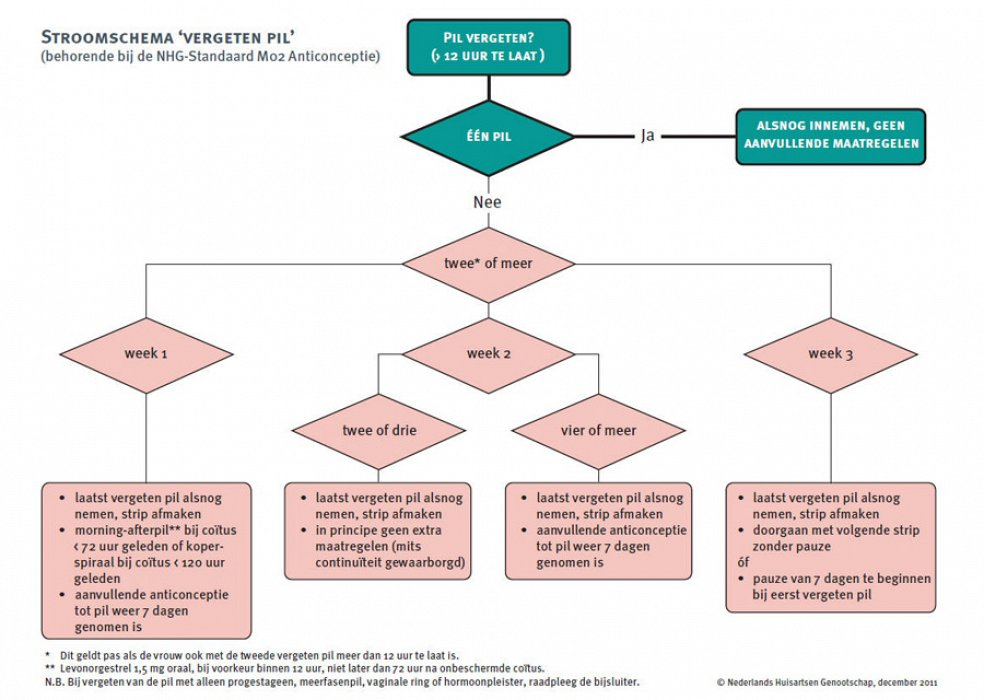 Stroomschema ‘vergeten pil’
(behorende bij de NHG-Standaard M02 Anticonceptie)
Pil vergeten?
(> 12 uur te laat )
één pil
Ja
alsnog innemen, geen
aanvullende maatregelen
Nee
twee* of meer
week 1
week 2
week 3
twee of drie
vier of meer
• laatst vergeten pil alsnog
nemen, strip afmaken
• morning-afterpil** bij coïtus
< 72 uur geleden of koper-
spiraal bij coïtus < 120 uur
geleden
• aanvullende anticonceptie
tot pil weer 7 dagen
genomen is
• laatst vergeten pil alsnog
nemen, strip afmaken
• in principe geen extra
maatregelen (mits
continuïteit gewaarborgd)
• laatst vergeten pil alsnog
nemen, strip afmaken
• aanvullende anticonceptie
tot pil weer 7 dagen
genomen is
• laatst vergeten pil alsnog
nemen, strip afmaken
• doorgaan met volgende strip
zonder pauze
óf
• pauze van 7 dagen te beginnen
bij eerst vergeten pil
* Dit geldt pas als de vrouw ook met de tweede vergeten pil meer dan 12 uur te laat is.
** Levonorgestrel 1,5 mg oraal, bij voorkeur binnen 12 uur, niet later dan 72 uur na onbeschermde coïtus.
N.B. Bij vergeten van de pil met alleen progestageen, meerfasenpil, vaginale ring of hormoonpleister, raadpleeg de bijsluiter.
© Nederlands Huisartsen Genootschap, december 2011